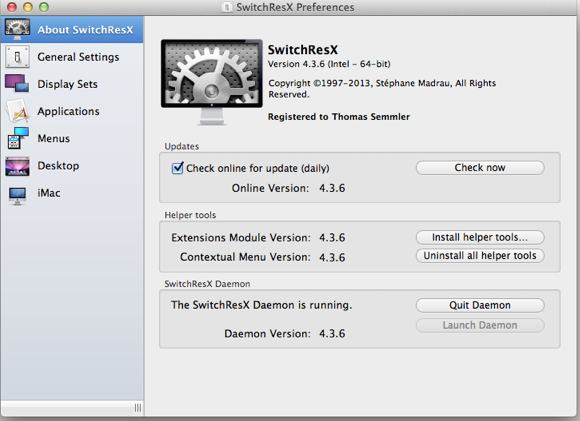 SwitchResX Preferences
About SwitchResX
General Settings
Display Sets
Applications
Menus
Desktop
iMac
SwitchResX
Version 4.3.6 (Intel - 64-bit)
Copyright ©1997-2013, Stéphane Madrau, All Rights
Reserved.
Registered to Thomas Semmler
Updates
Check online for update (daily)
Check now
Online Version: 4.3.6
Helper tools
Extensions Module Version: 4.3.6
Install helper tools...
Contextual Menu Version: 4.3.6
Uninstall all helper tools
SwitchResX Daemon
The SwitchResX Daemon is running.
Quit Daemon
Launch Daemon
Daemon Version: 4.3.6